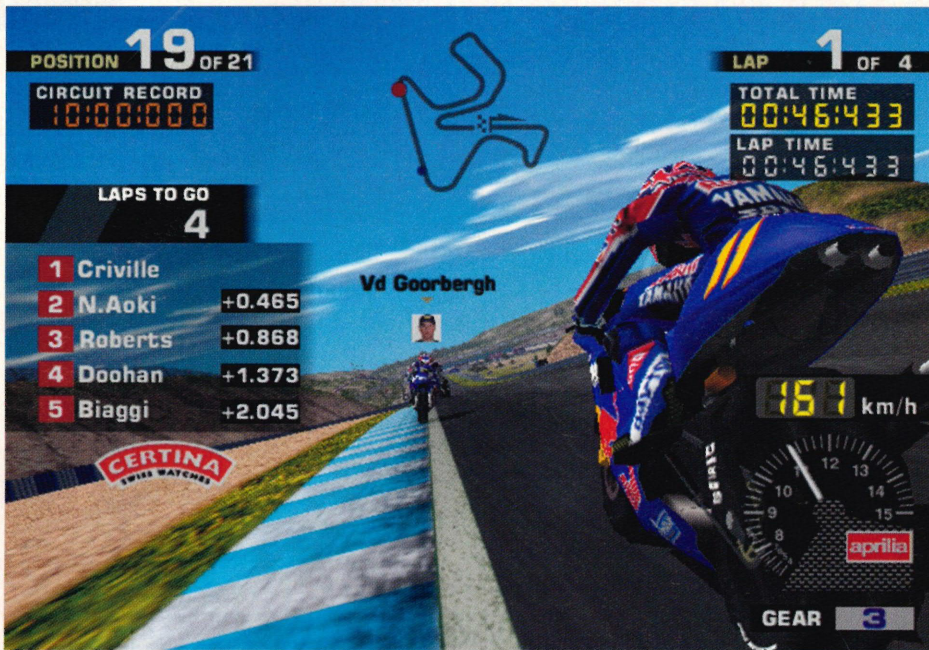 POSITION 19 OF 21
CIRCUIT RECORD
10:00:000
LAPS TO GO
4
1 Criville
2 N.Aoki +0.465
3 Roberts +0.868
4 Doohan +1.373
5 Biaggi +2.045
CERTINA
SWISS WATCHES
Vd Goorbergh
LAP 1 OF 4
TOTAL TIME
00:46:433
LAP TIME
00:46:433
YAMAHA
YAMAHA
161 km/h
8 9 10 12 13 14 15
aprilia
GEAR 3